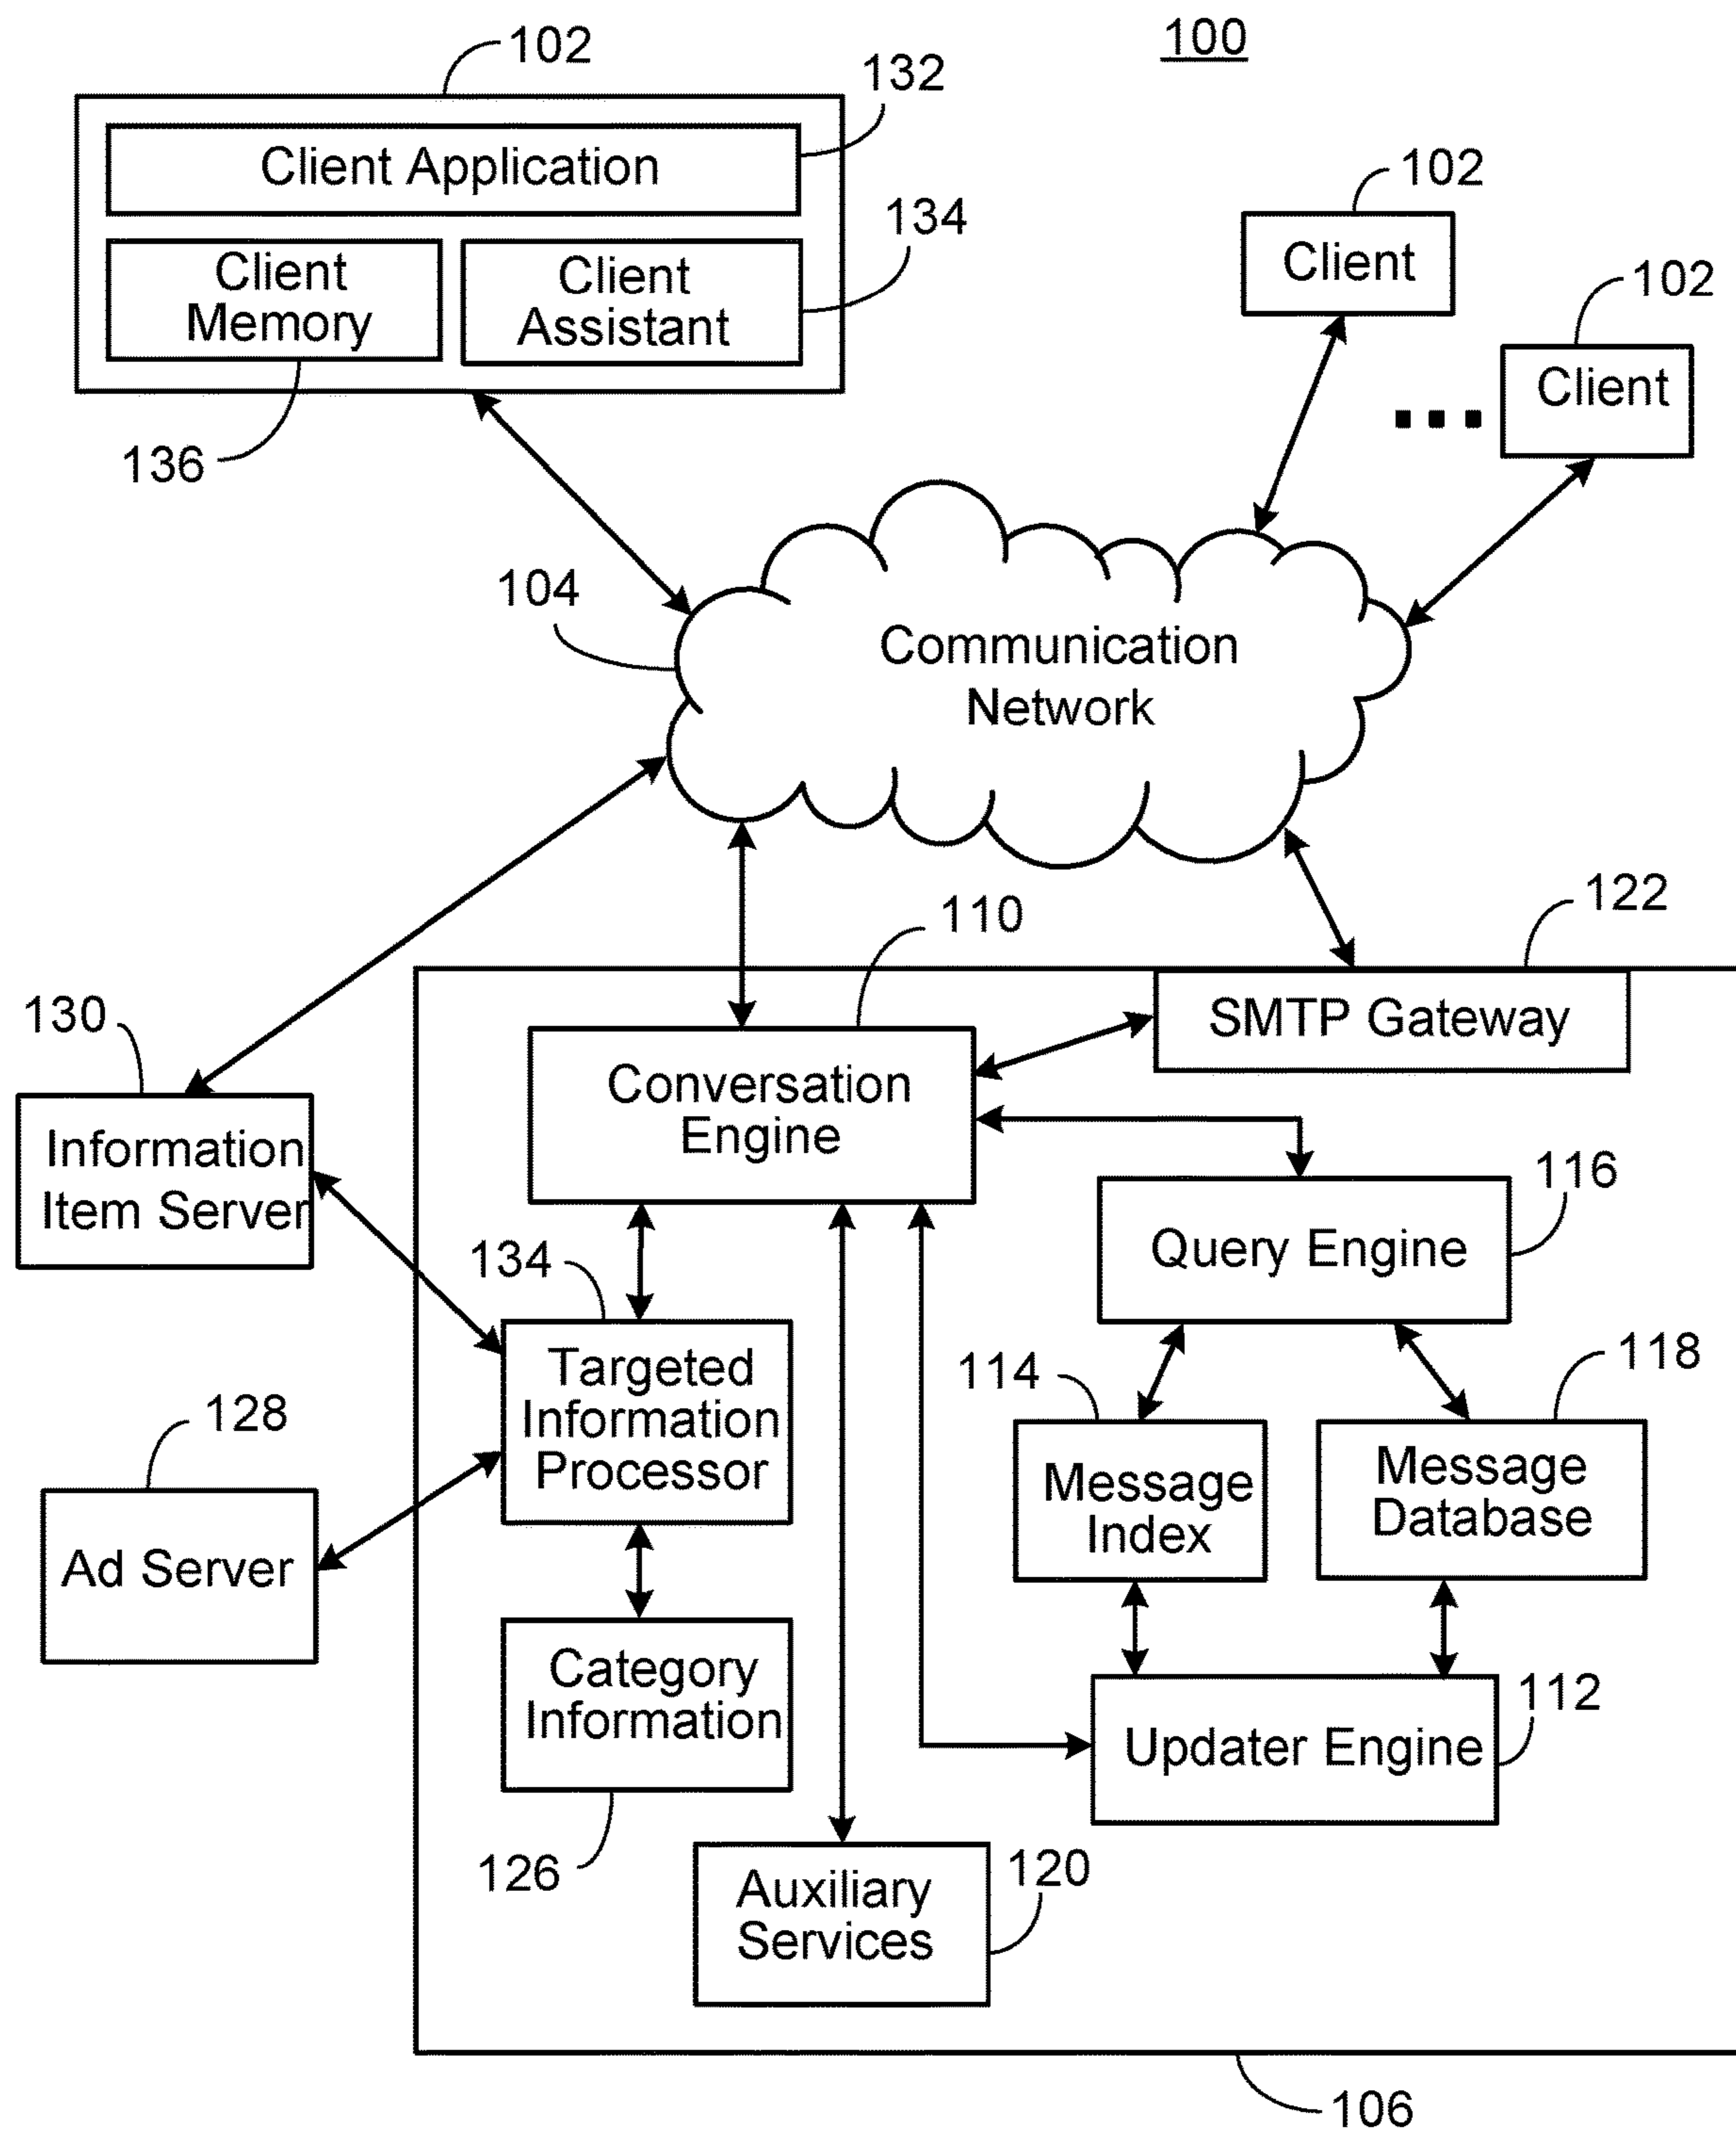 100
102
132
Client Application
134
Client
Memory
Client
Assistant
136
102
Client
102
Client
104
Communication
Network
122
110
SMTP Gateway
130
Information
Item Server
Conversation
Engine
116
Query Engine
134
Targeted
Information
Processor
114
118
128
Ad Server
Message
Index
Message
Database
Category
Information
112
Updater Engine
126
120
Auxiliary
Services
106